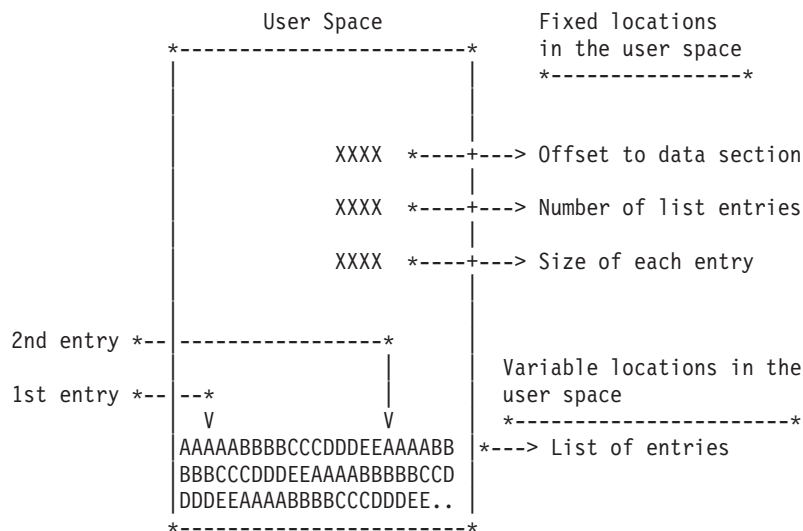 User Space Fixed locations
*------------------------* in the user space
| | *----------------*
| |
| |
| XXXX *----+---> Offset to data section
| |
| XXXX *----+---> Number of list entries
| |
| XXXX *----+---> Size of each entry
| |
| |
2nd entry *--|-----------------* |
| | | Variable locations in the
1st entry *--|--* | user space
| V V | *-----------------------*
|AAAAABBBBCCCDDDEEAAAABB |*---> List of entries
|BBBCCCDDDEEAAAABBBBBCCD |
|DDDEEAAAABBBBCCCDDDEE.. |
*------------------------*